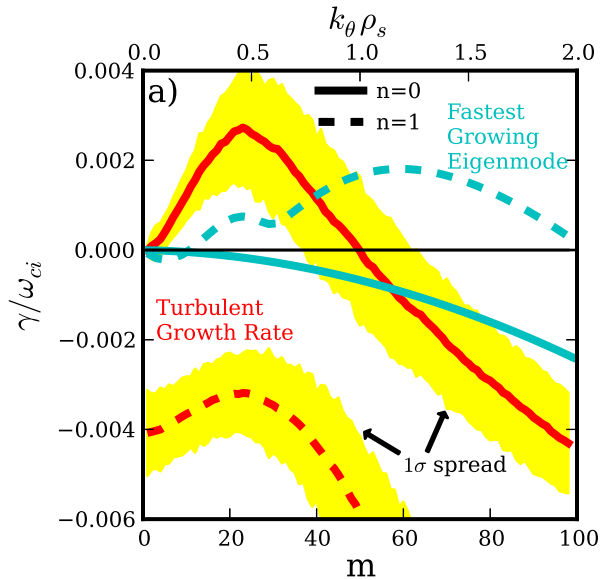 k_θ ρ_s
0.0 0.5 1.0 1.5 2.0
a)
n=0
n=1
Fastest
Growing
Eigenmode
0.004
0.002
0.000
−0.002
−0.004
−0.006
γ/ω_ci
Turbulent
Growth Rate
1σ spread
0 20 40 60 80 100
m